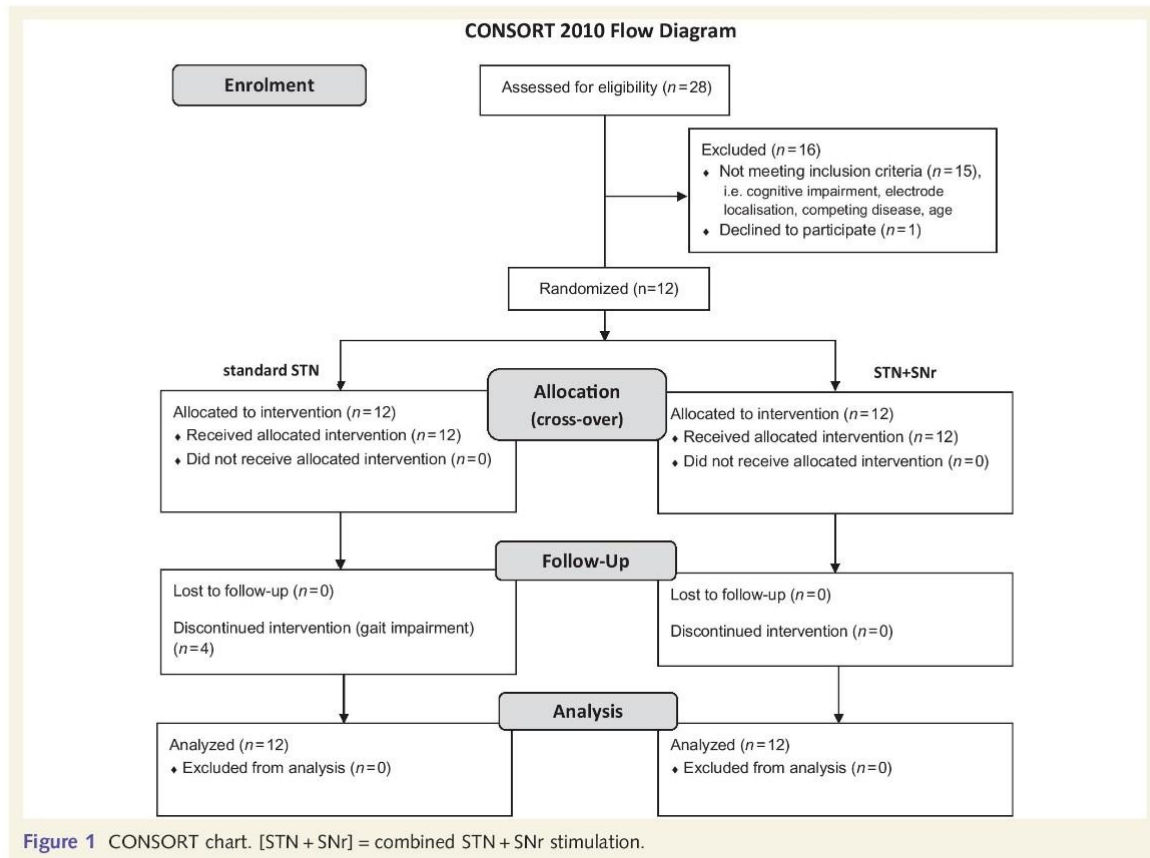 CONSORT 2010 Flow Diagram
Enrolment
Assessed for eligibility (n=28)
Excluded (n=16)
♦ Not meeting inclusion criteria (n=15),
i.e. cognitive impairment, electrode
localisation, competing disease, age
♦ Declined to participate (n=1)
Randomized (n=12)
standard STN
STN+SNr
Allocation
(cross-over)
Allocated to intervention (n=12)
♦ Received allocated intervention (n=12)
♦ Did not receive allocated intervention (n=0)
Allocated to intervention (n=12)
♦ Received allocated intervention (n=12)
♦ Did not receive allocated intervention (n=0)
Follow-Up
Lost to follow-up (n=0)
Discontinued intervention (gait impairment)
(n=4)
Lost to follow-up (n=0)
Discontinued intervention (n=0)
Analysis
Analyzed (n=12)
♦ Excluded from analysis (n=0)
Analyzed (n=12)
♦ Excluded from analysis (n=0)
Figure 1 CONSORT chart. [STN + SNr] = combined STN + SNr stimulation.